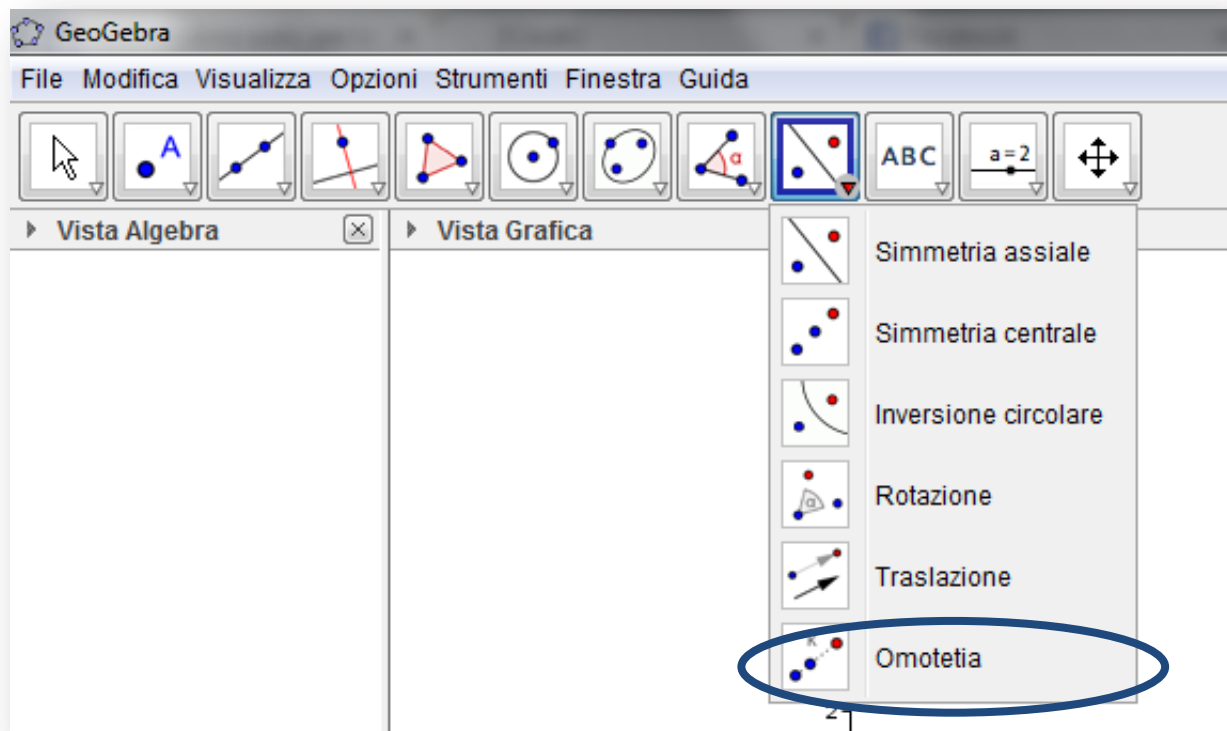 GeoGebra
File Modifica Visualizza Opzioni Strumenti Finestra Guida
A α ABC a=2
Vista Algebra Vista Grafica
Simmetria assiale
Simmetria centrale
Inversione circolare
α Rotazione
Traslazione
K Omotetia
2